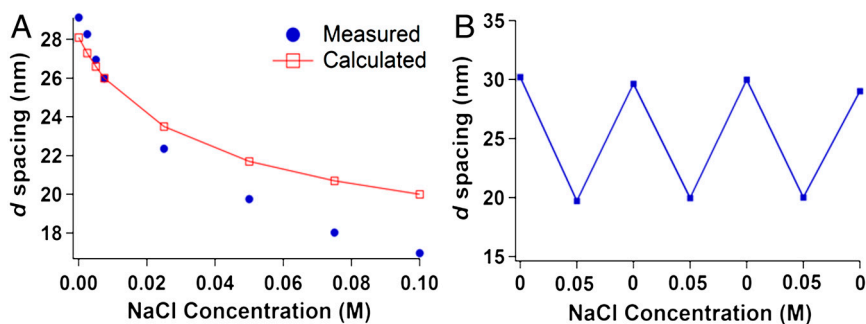 A
28
26
24
22
20
18
d spacing (nm)
Measured
Calculated
0.00 0.02 0.04 0.06 0.08 0.10
NaCl Concentration (M)
B
35
30
25
20
15
d spacing (nm)
0 0.05 0 0.05 0 0.05 0
NaCl Concentration (M)